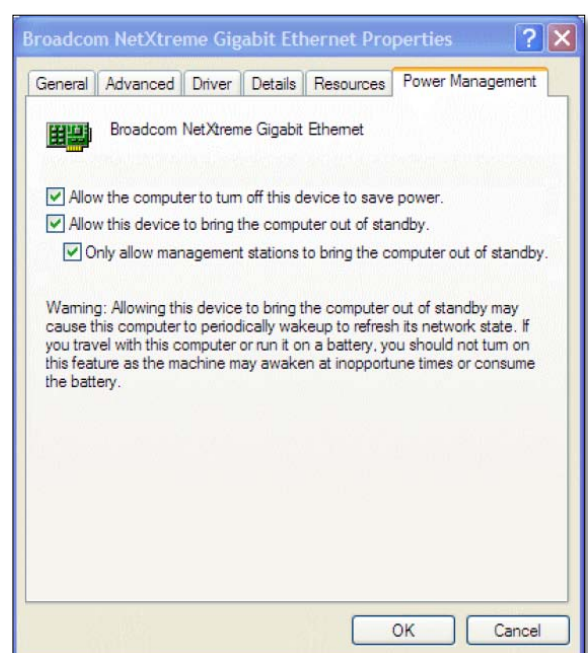 Broadcom NetXtreme Gigabit Ethernet Properties
General Advanced Driver Details Resources Power Management
Broadcom NetXtreme Gigabit Ethernet
Allow the computer to turn off this device to save power.
Allow this device to bring the computer out of standby.
Only allow management stations to bring the computer out of standby.
Warning: Allowing this device to bring the computer out of standby may
cause this computer to periodically wakeup to refresh its network state. If
you travel with this computer or run it on a battery, you should not turn on
this feature as the machine may awaken at inopportune times or consume
the battery.
OK Cancel